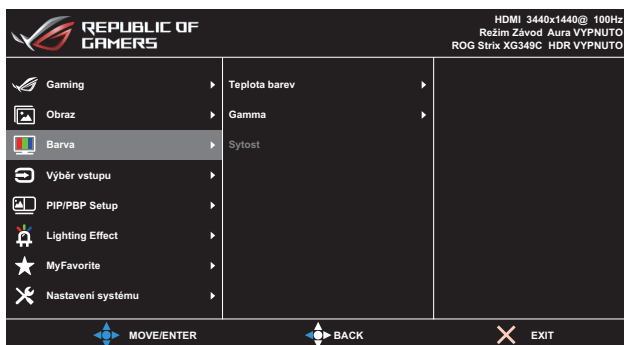 REPUBLIC OF
GAMERS
HDMI 3440x1440@ 100Hz
Režim Závod Aura VYPNUTO
ROG Strix XG349C HDR VYPNUTO
Gaming
Obraz
Barva
Výběr vstupu
PIP/PBP Setup
Lighting Effect
MyFavorite
Nastavení systému
Teplota barev
Gamma
Sytost
MOVE/ENTER
BACK
EXIT